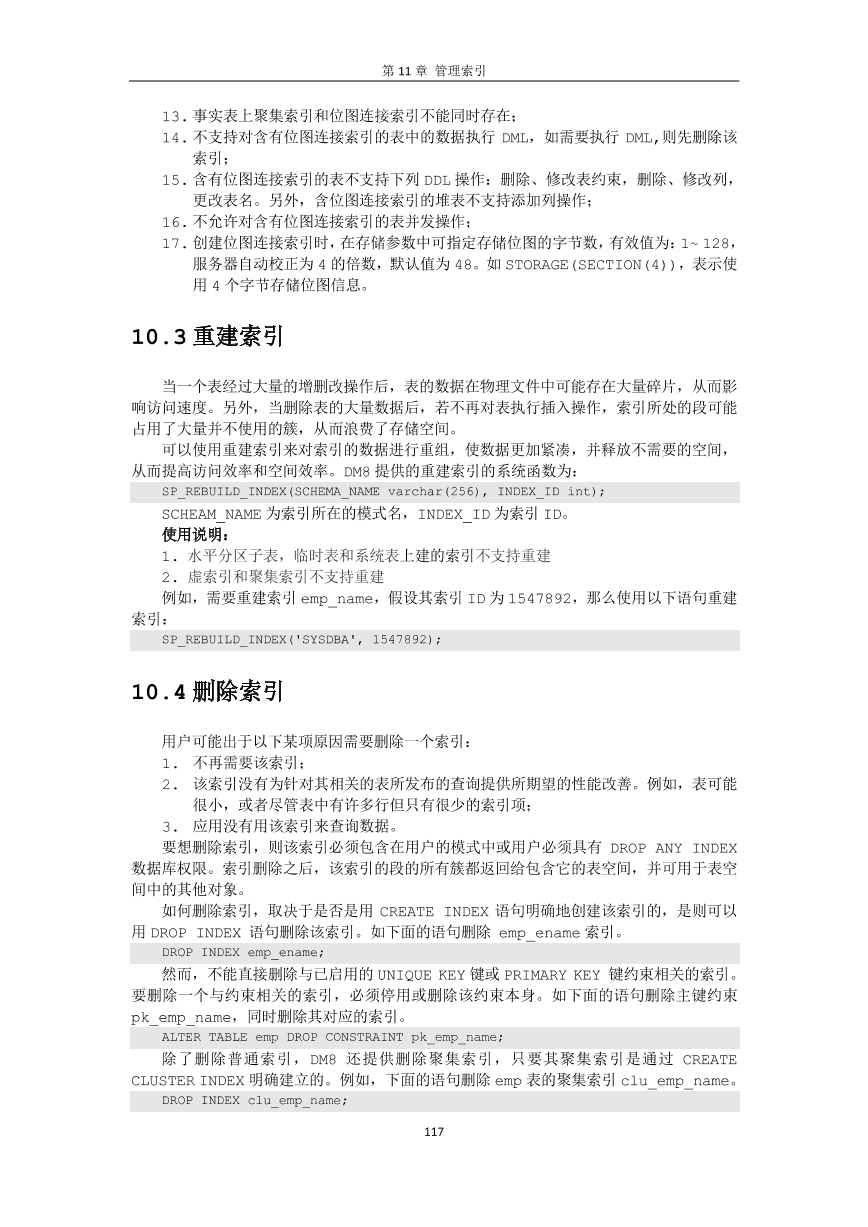 第 11 章 管理索引
13.事实表上聚集索引和位图连接索引不能同时存在;
14.不支持对含有位图连接索引的表中的数据执行 DML，如需要执行 DML,则先删除该
索引;
15.含有位图连接索引的表不支持下列 DDL 操作: 删除、修改表约束，删除、修改列，
更改表名。另外，含位图连接索引的堆表不支持添加列操作;
16.不允许对含有位图连接索引的表并发操作;
17.创建位图连接索引时，在存储参数中可指定存储位图的字节数，有效值为: 1~ 128，
服务器自动校正为 4 的倍数，默认值为 48。如 STORAGE(SECTION(4))，表示使
用 4 个字节存储位图信息。
10.3 重建索引
当一个表经过大量的增删改操作后，表的数据在物理文件中可能存在大量碎片，从而影
响访问速度。另外，当删除表的大量数据后，若不再对表执行插入操作，索引所处的段可能
占用了大量并不使用的簇，从而浪费了存储空间。
可以使用重建索引来对索引的数据进行重组，使数据更加紧凑，并释放不需要的空间，
从而提高访问效率和空间效率。DM8 提供的重建索引的系统函数为:
SP_REBUILD_INDEX(SCHEMA_NAME varchar(256), INDEX_ID int);
SCHEAM_NAME 为索引所在的模式名，INDEX_ID 为索引 ID。
使用说明:
1. 水平分区子表，临时表和系统表上建的索引不支持重建
2. 虚索引和聚集索引不支持重建
例如，需要重建索引 emp_name，假设其索引 ID 为 1547892，那么使用以下语句重建
索引:
SP_REBUILD_INDEX('SYSDBA', 1547892);
10.4 删除索引
用户可能出于以下某项原因需要删除一个索引:
1. 不再需要该索引;
2. 该索引没有为针对其相关的表所发布的查询提供所期望的性能改善。例如，表可能
很小，或者尽管表中有许多行但只有很少的索引项;
3. 应用没有用该索引来查询数据。
要想删除索引，则该索引必须包含在用户的模式中或用户必须具有 DROP ANY INDEX
数据库权限。索引删除之后，该索引的段的所有簇都返回给包含它的表空间，并可用于表空
间中的其他对象。
如何删除索引，取决于是否是用 CREATE INDEX 语句明确地创建该索引的，是则可以
用 DROP INDEX 语句删除该索引。如下面的语句删除 emp_ename 索引。
DROP INDEX emp_ename;
然而，不能直接删除与已启用的 UNIQUE KEY 键或 PRIMARY KEY 键约束相关的索引。
要删除一个与约束相关的索引，必须停用或删除该约束本身。如下面的语句删除主键约束
pk_emp_name，同时删除其对应的索引。
ALTER TABLE emp DROP CONSTRAINT pk_emp_name;
除了删除普通索引，DM8 还提供删除聚集索引，只要其聚集索引是通过 CREATE
CLUSTER INDEX 明确建立的。例如，下面的语句删除 emp 表的聚集索引 clu_emp_name。
DROP INDEX clu_emp_name;
117